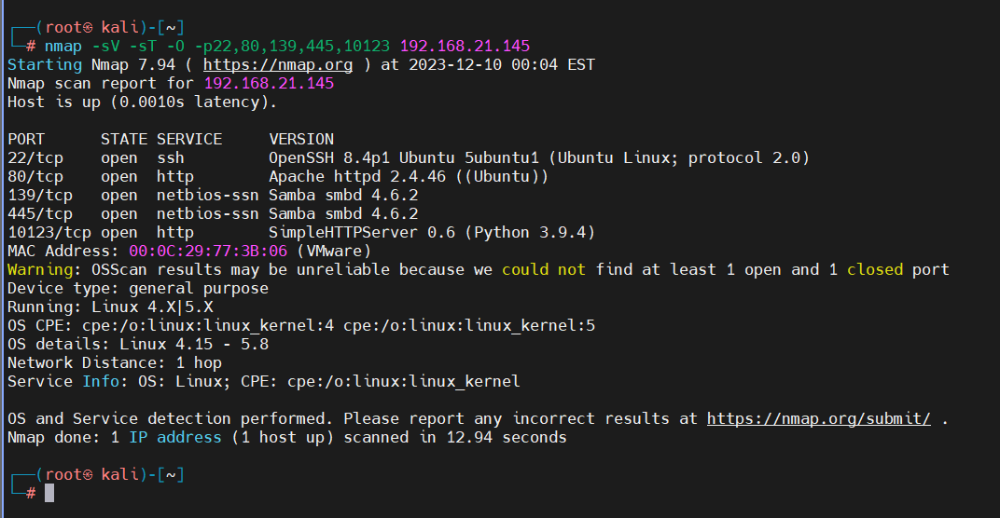 ┌──(root㉿ kali)-[~]
└─# nmap -sV -sT -O -p22,80,139,445,10123 192.168.21.145
Starting Nmap 7.94 ( https://nmap.org ) at 2023-12-10 00:04 EST
Nmap scan report for 192.168.21.145
Host is up (0.0010s latency).

PORT      STATE SERVICE     VERSION
22/tcp    open  ssh         OpenSSH 8.4p1 Ubuntu 5ubuntu1 (Ubuntu Linux; protocol 2.0)
80/tcp    open  http        Apache httpd 2.4.46 ((Ubuntu))
139/tcp   open  netbios-ssn Samba smbd 4.6.2
445/tcp   open  netbios-ssn Samba smbd 4.6.2
10123/tcp open  http        SimpleHTTPServer 0.6 (Python 3.9.4)
MAC Address: 00:0C:29:77:3B:06 (VMware)
Warning: OSScan results may be unreliable because we could not find at least 1 open and 1 closed port
Device type: general purpose
Running: Linux 4.X|5.X
OS CPE: cpe:/o:linux:linux_kernel:4 cpe:/o:linux:linux_kernel:5
OS details: Linux 4.15 - 5.8
Network Distance: 1 hop
Service Info: OS: Linux; CPE: cpe:/o:linux:linux_kernel

OS and Service detection performed. Please report any incorrect results at https://nmap.org/submit/ .
Nmap done: 1 IP address (1 host up) scanned in 12.94 seconds

┌──(root㉿ kali)-[~]
└─#